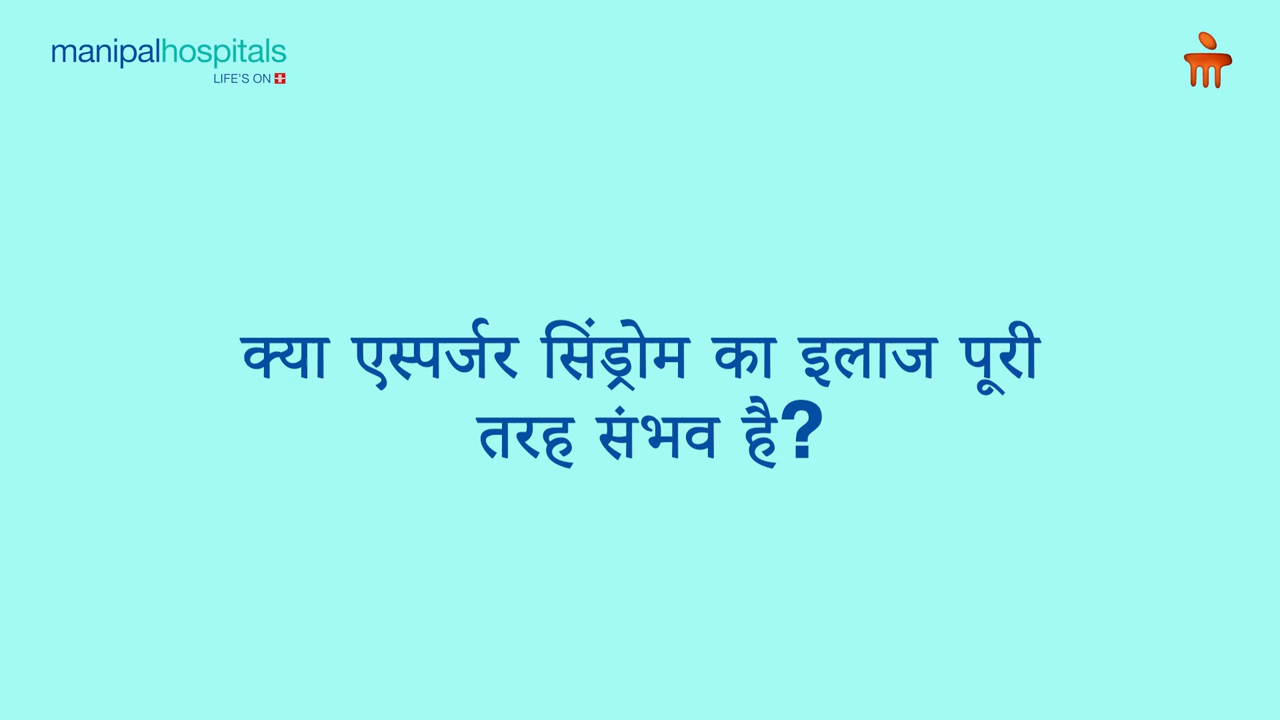 manipalhospitals
LIFE'S ON
क्या एस्पर्जर सिंड्रोम का इलाज पूरी
तरह संभव है?